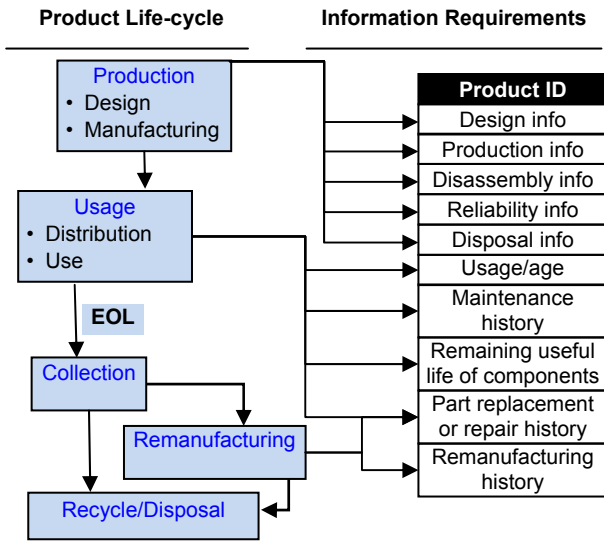 Product Life-cycle
Information Requirements
Production
• Design
• Manufacturing
Usage
• Distribution
• Use
EOL
Collection
Remanufacturing
Recycle/Disposal
Product ID
Design info
Production info
Disassembly info
Reliability info
Disposal info
Usage/age
Maintenance
history
Remaining useful
life of components
Part replacement
or repair history
Remanufacturing
history